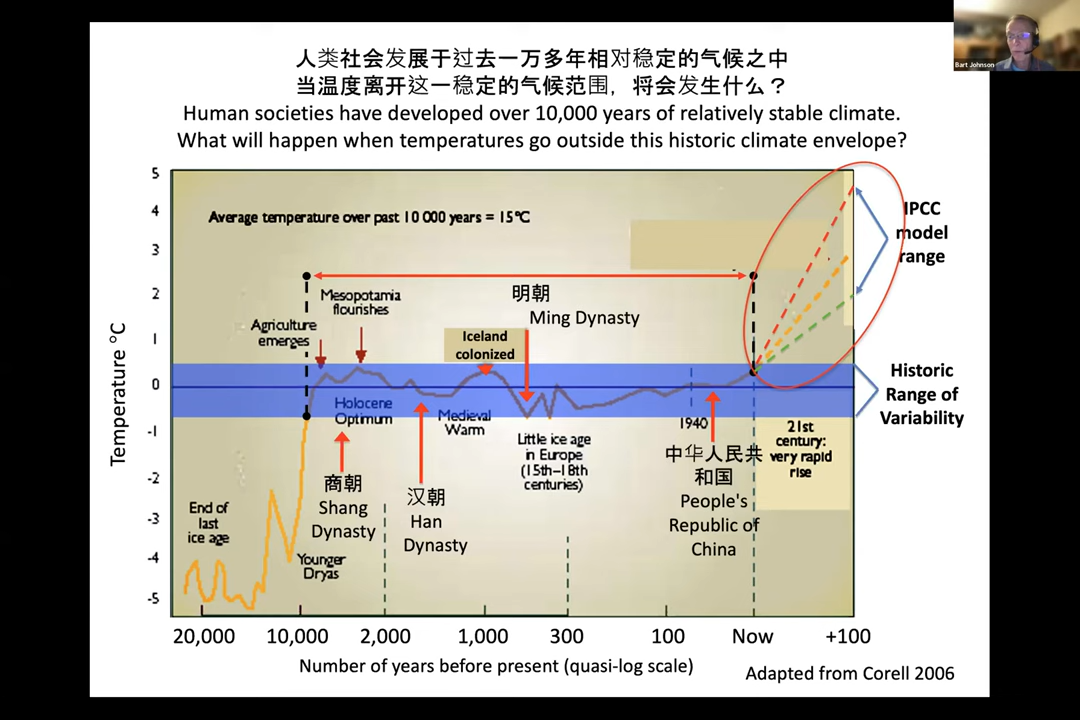 人类社会发展于过去一万多年相对稳定的气候之中
当温度离开这一稳定的气候范围，将会发生什么？
Human societies have developed over 10,000 years of relatively stable climate.
What will happen when temperatures go outside this historic climate envelope?
Bart Johnson
5
4
3
2
1
0
-1
-2
-3
-4
-5
Temperature °C
Average temperature over past 10 000 years = 15°C
IPCC
model
range
Mesopotamia
flourishes
Agriculture
emerges
明朝
Ming Dynasty
Iceland
colonized
Historic
Range of
Variability
Holocene
Optimum
Medieval
Warm
1940
Little ice age
in Europe
(15th–18th
centuries)
21st
century:
very rapid
rise
中华人民共
和国
People's
Republic of
China
商朝
Shang
Dynasty
汉朝
Han
Dynasty
End of
last
ice age
Younger
Dryas
20,000
10,000
2,000
1,000
300
100
Now
+100
Number of years before present (quasi-log scale)
Adapted from Corell 2006